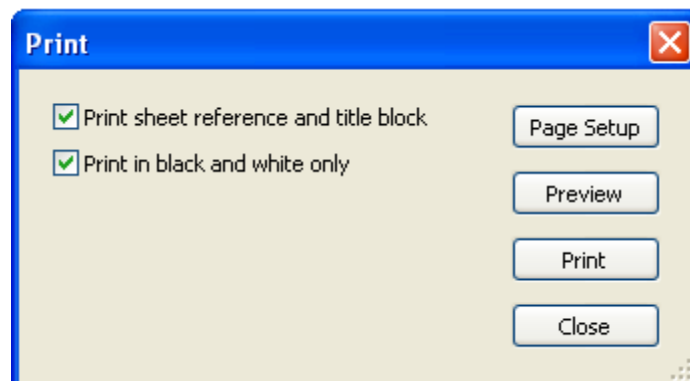 Print
Print sheet reference and title block
Print in black and white only
Page Setup
Preview
Print
Close